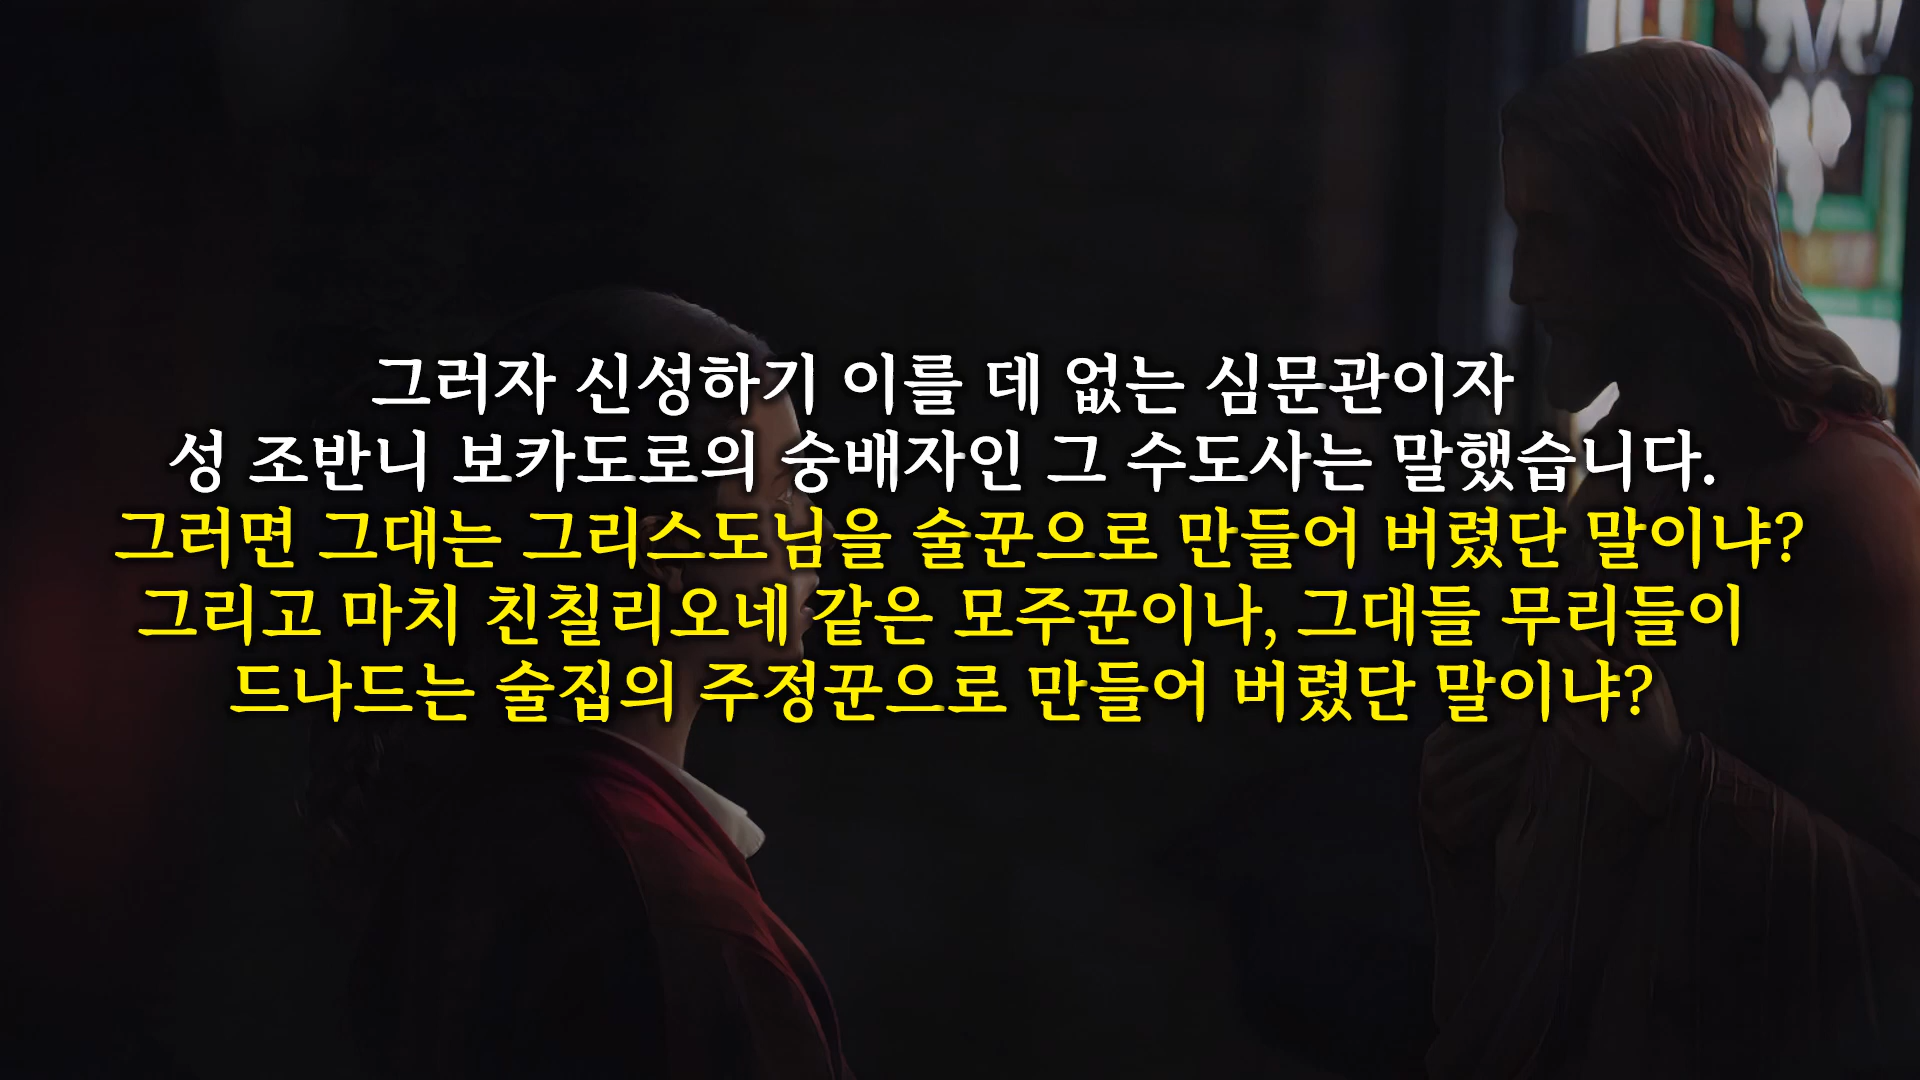 그러자 신성하기 이를 데 없는 심문관이자
성 조반니 보카도로의 숭배자인 그 수도사는 말했습니다.
그러면 그대는 그리스도님을 술꾼으로 만들어 버렸단 말이냐?
그리고 마치 친칠리오네 같은 모주꾼이나, 그대들 무리들이
드나드는 술집의 주정꾼으로 만들어 버렸단 말이냐?